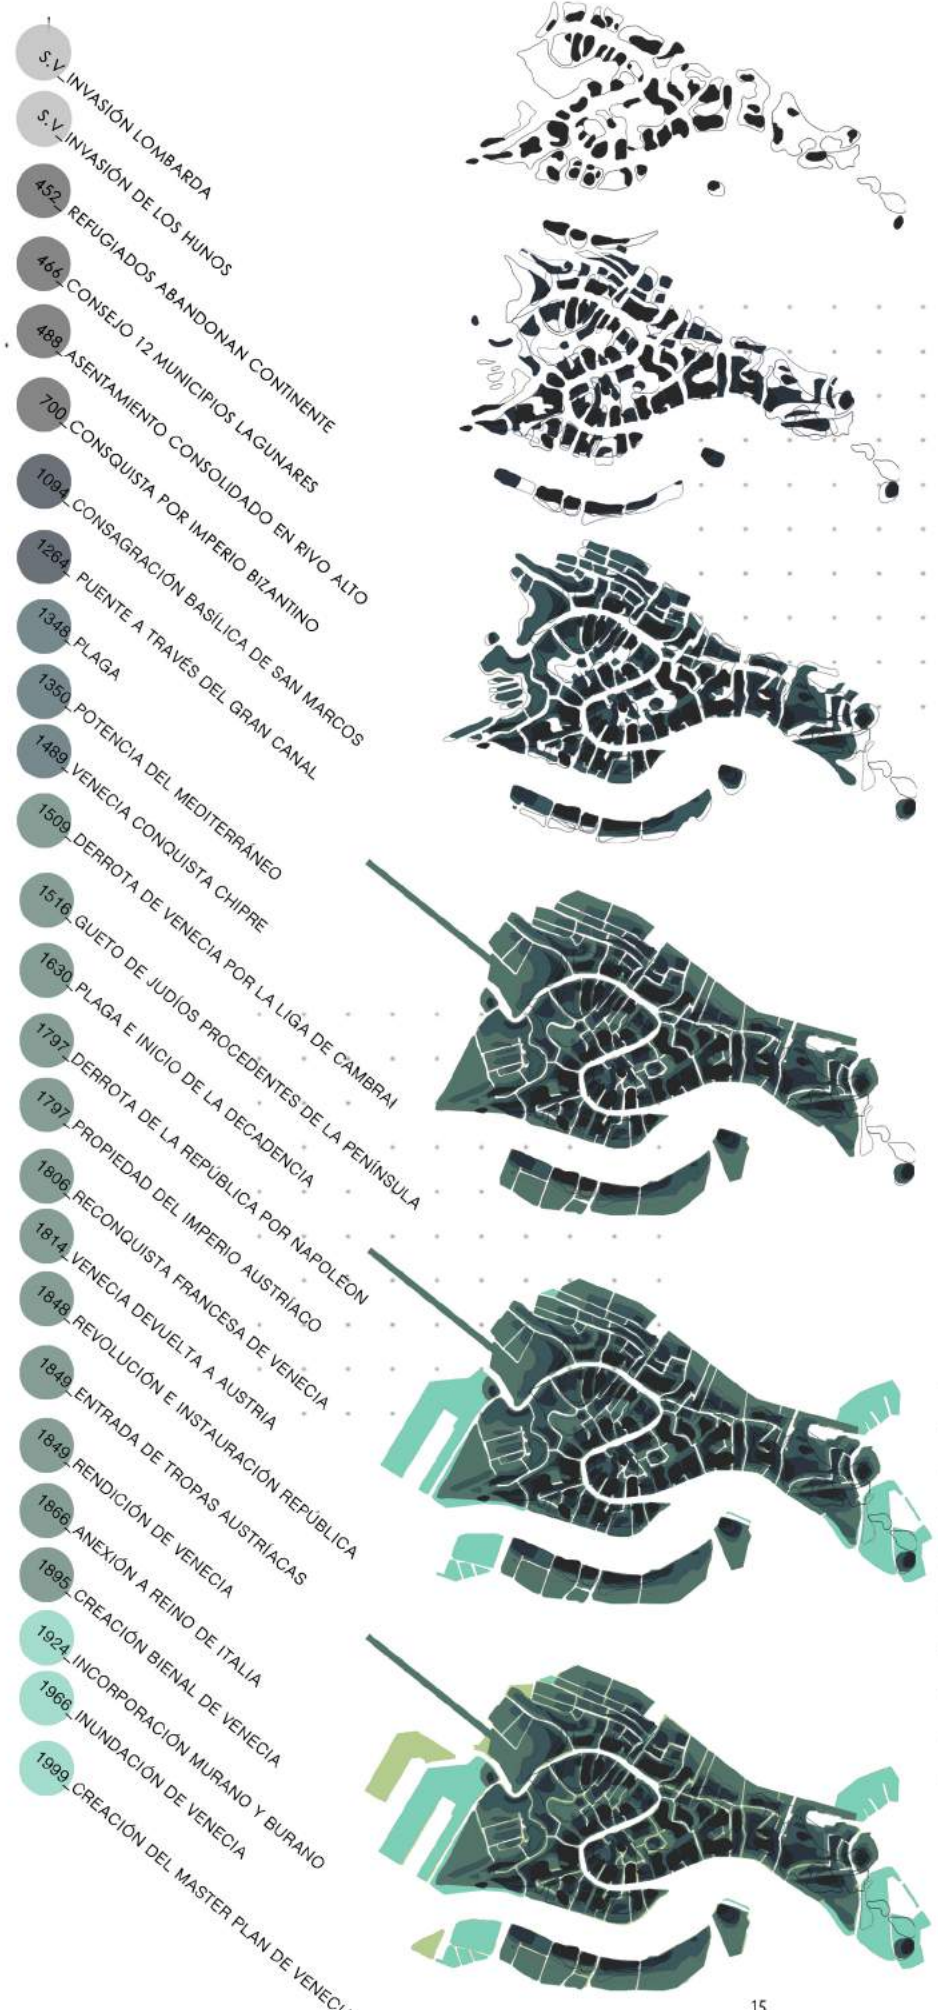 S.V_INVASIÓN LOMBARDA
S.V_INVASIÓN DE LOS HUNOS
452_REFUGIADOS ABANDONAN CONTINENTE
466_CONSEJO 12 MUNICIPIOS LAGUNARES
488_ASENTAMIENTO CONSOLIDADO EN RIVO ALTO
700_CONSQUISTA POR IMPERIO BIZANTINO
1094_CONSAGRACIÓN BASÍLICA DE SAN MARCOS
1264_PUENTE A TRAVÉS DEL GRAN CANAL
1348_PLAGA
1350_POTENCIA DEL MEDITERRÁNEO
1489_VENECIA CONQUISTA CHIPRE
1509_DERROTA DE VENECIA POR LA LIGA DE CAMBRAI
1516_GUETO DE JUDÍOS PROCEDENTES DE LA PENÍNSULA
1630_PLAGA E INICIO DE LA DECADENCIA
1797_DERROTA DE LA REPÚBLICA POR NAPOLÉON
1797_PROPIEDAD DEL IMPERIO AUSTRÍACO
1806_RECONQUISTA FRANCESA DE VENECIA
1814_VENECIA DEVUELTA A AUSTRIA
1848_REVOLUCIÓN E INSTAURACIÓN REPÚBLICA
1849_ENTRADA DE TROPAS AUSTRÍACAS
1849_RENDICIÓN DE VENECIA
1866_ANEXIÓN A REINO DE ITALIA
1895_CREACIÓN BIENAL DE VENECIA
1924_INCORPORACIÓN MURANO Y BURANO
1966_INUNDACIÓN DE VENECIA
1999_CREACIÓN DEL MASTER PLAN DE VENECIA
15